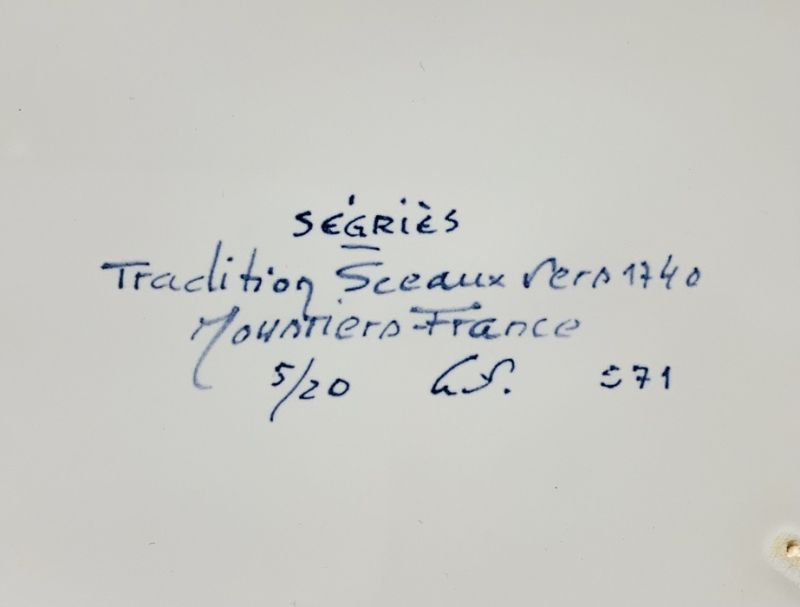 SÉGRIÈS
Tradition Sceaux Vers 1740
Moustiers-France
5/20 571